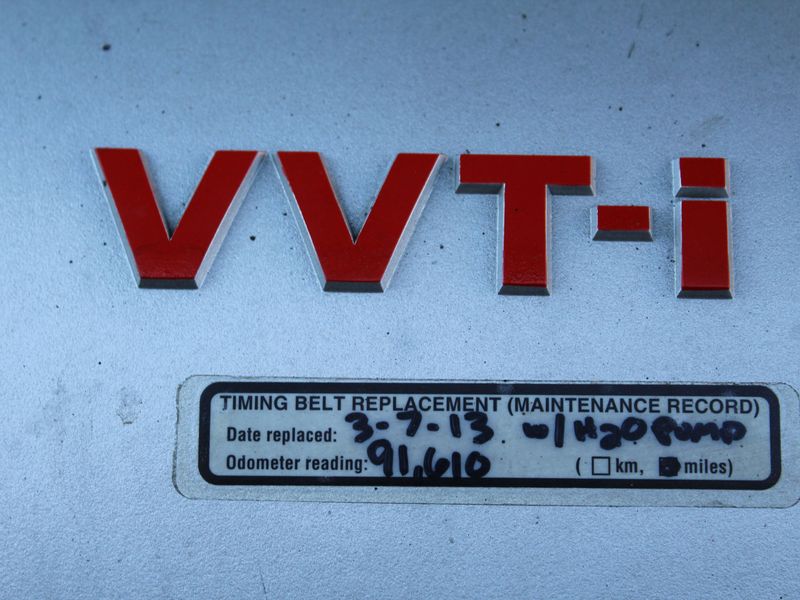 VVT-i
TIMING BELT REPLACEMENT (MAINTENANCE RECORD)
Date replaced: 3-7-13 w/ H2O Pump
Odometer reading: 91,610 ( km, miles)